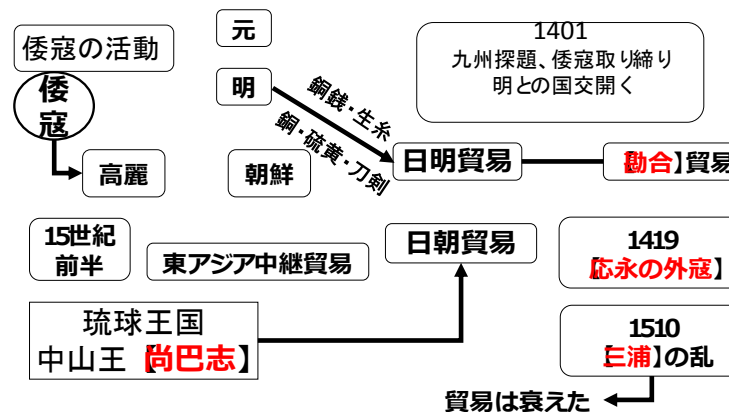 倭寇の活動
元
1401
九州探題、倭寇取り締り
明との国交開く
倭
寇
明
銅銭・生糸
銅・硫黄・刀剣
高麗
朝鮮
日明貿易
【勘合】貿易
15世紀
前半
東アジア中継貿易
日朝貿易
1419
【応永の外寇】
琉球王国
中山王【尚巴志】
1510
【三浦】の乱
貿易は衰えた